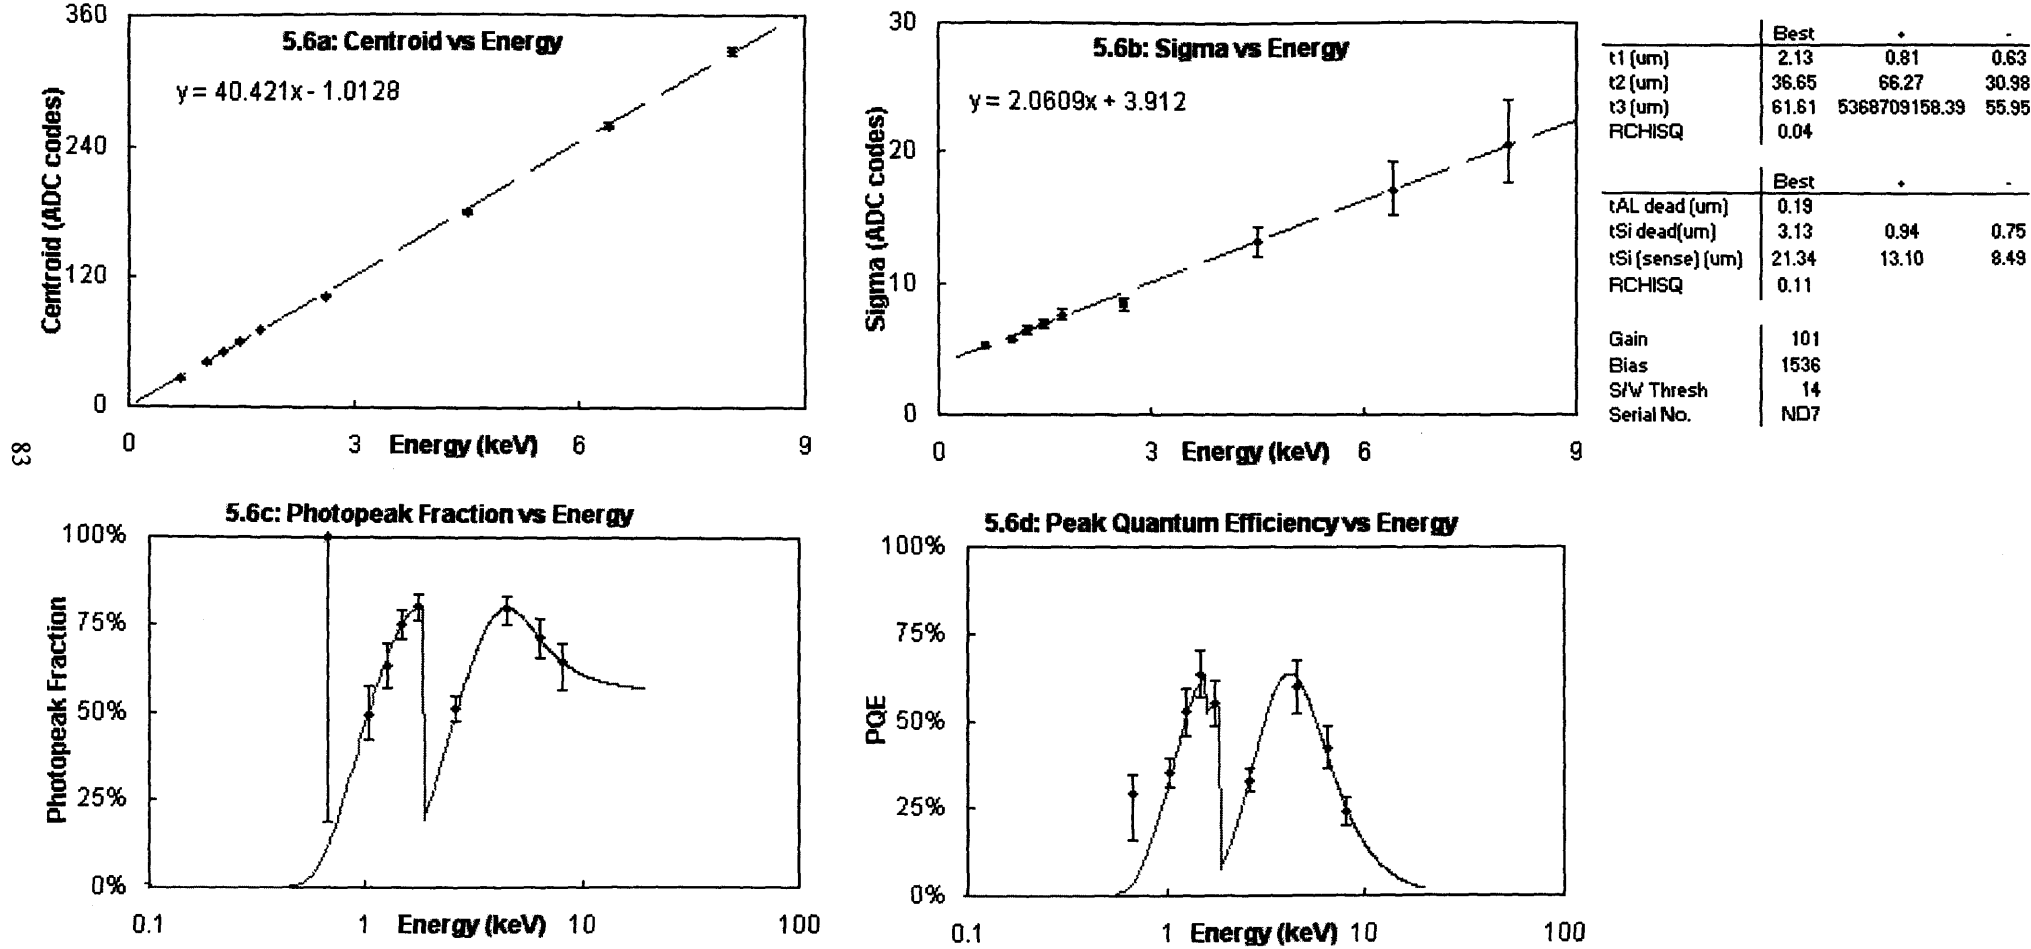 5.6a: Centroid vs Energy
y = 40.421x - 1.0128
Centroid (ADC codes)
360
240
120
0
0
3
6
9
Energy (keV)
5.6b: Sigma vs Energy
y = 2.0609x + 3.912
Sigma (ADC codes)
30
20
10
0
0
3
6
9
Energy (keV)
Best + -
t1 (um) 2.13 0.81 0.63
t2 (um) 36.65 66.27 30.98
t3 (um) 61.61 5368709158.39 55.95
RCHISQ 0.04
Best + -
tAL dead (um) 0.19
tSi dead(um) 3.13 0.94 0.75
tSi (sense) (um) 21.34 13.10 8.49
RCHISQ 0.11
Gain 101
Bias 1536
S/W Thresh 14
Serial No. ND7
83
5.6c: Photopeak Fraction vs Energy
Photopeak Fraction
100%
75%
50%
25%
0%
0.1
1
10
100
Energy (keV)
5.6d: Peak Quantum Efficiency vs Energy
PQE
100%
75%
50%
25%
0%
0.1
1
10
100
Energy (keV)